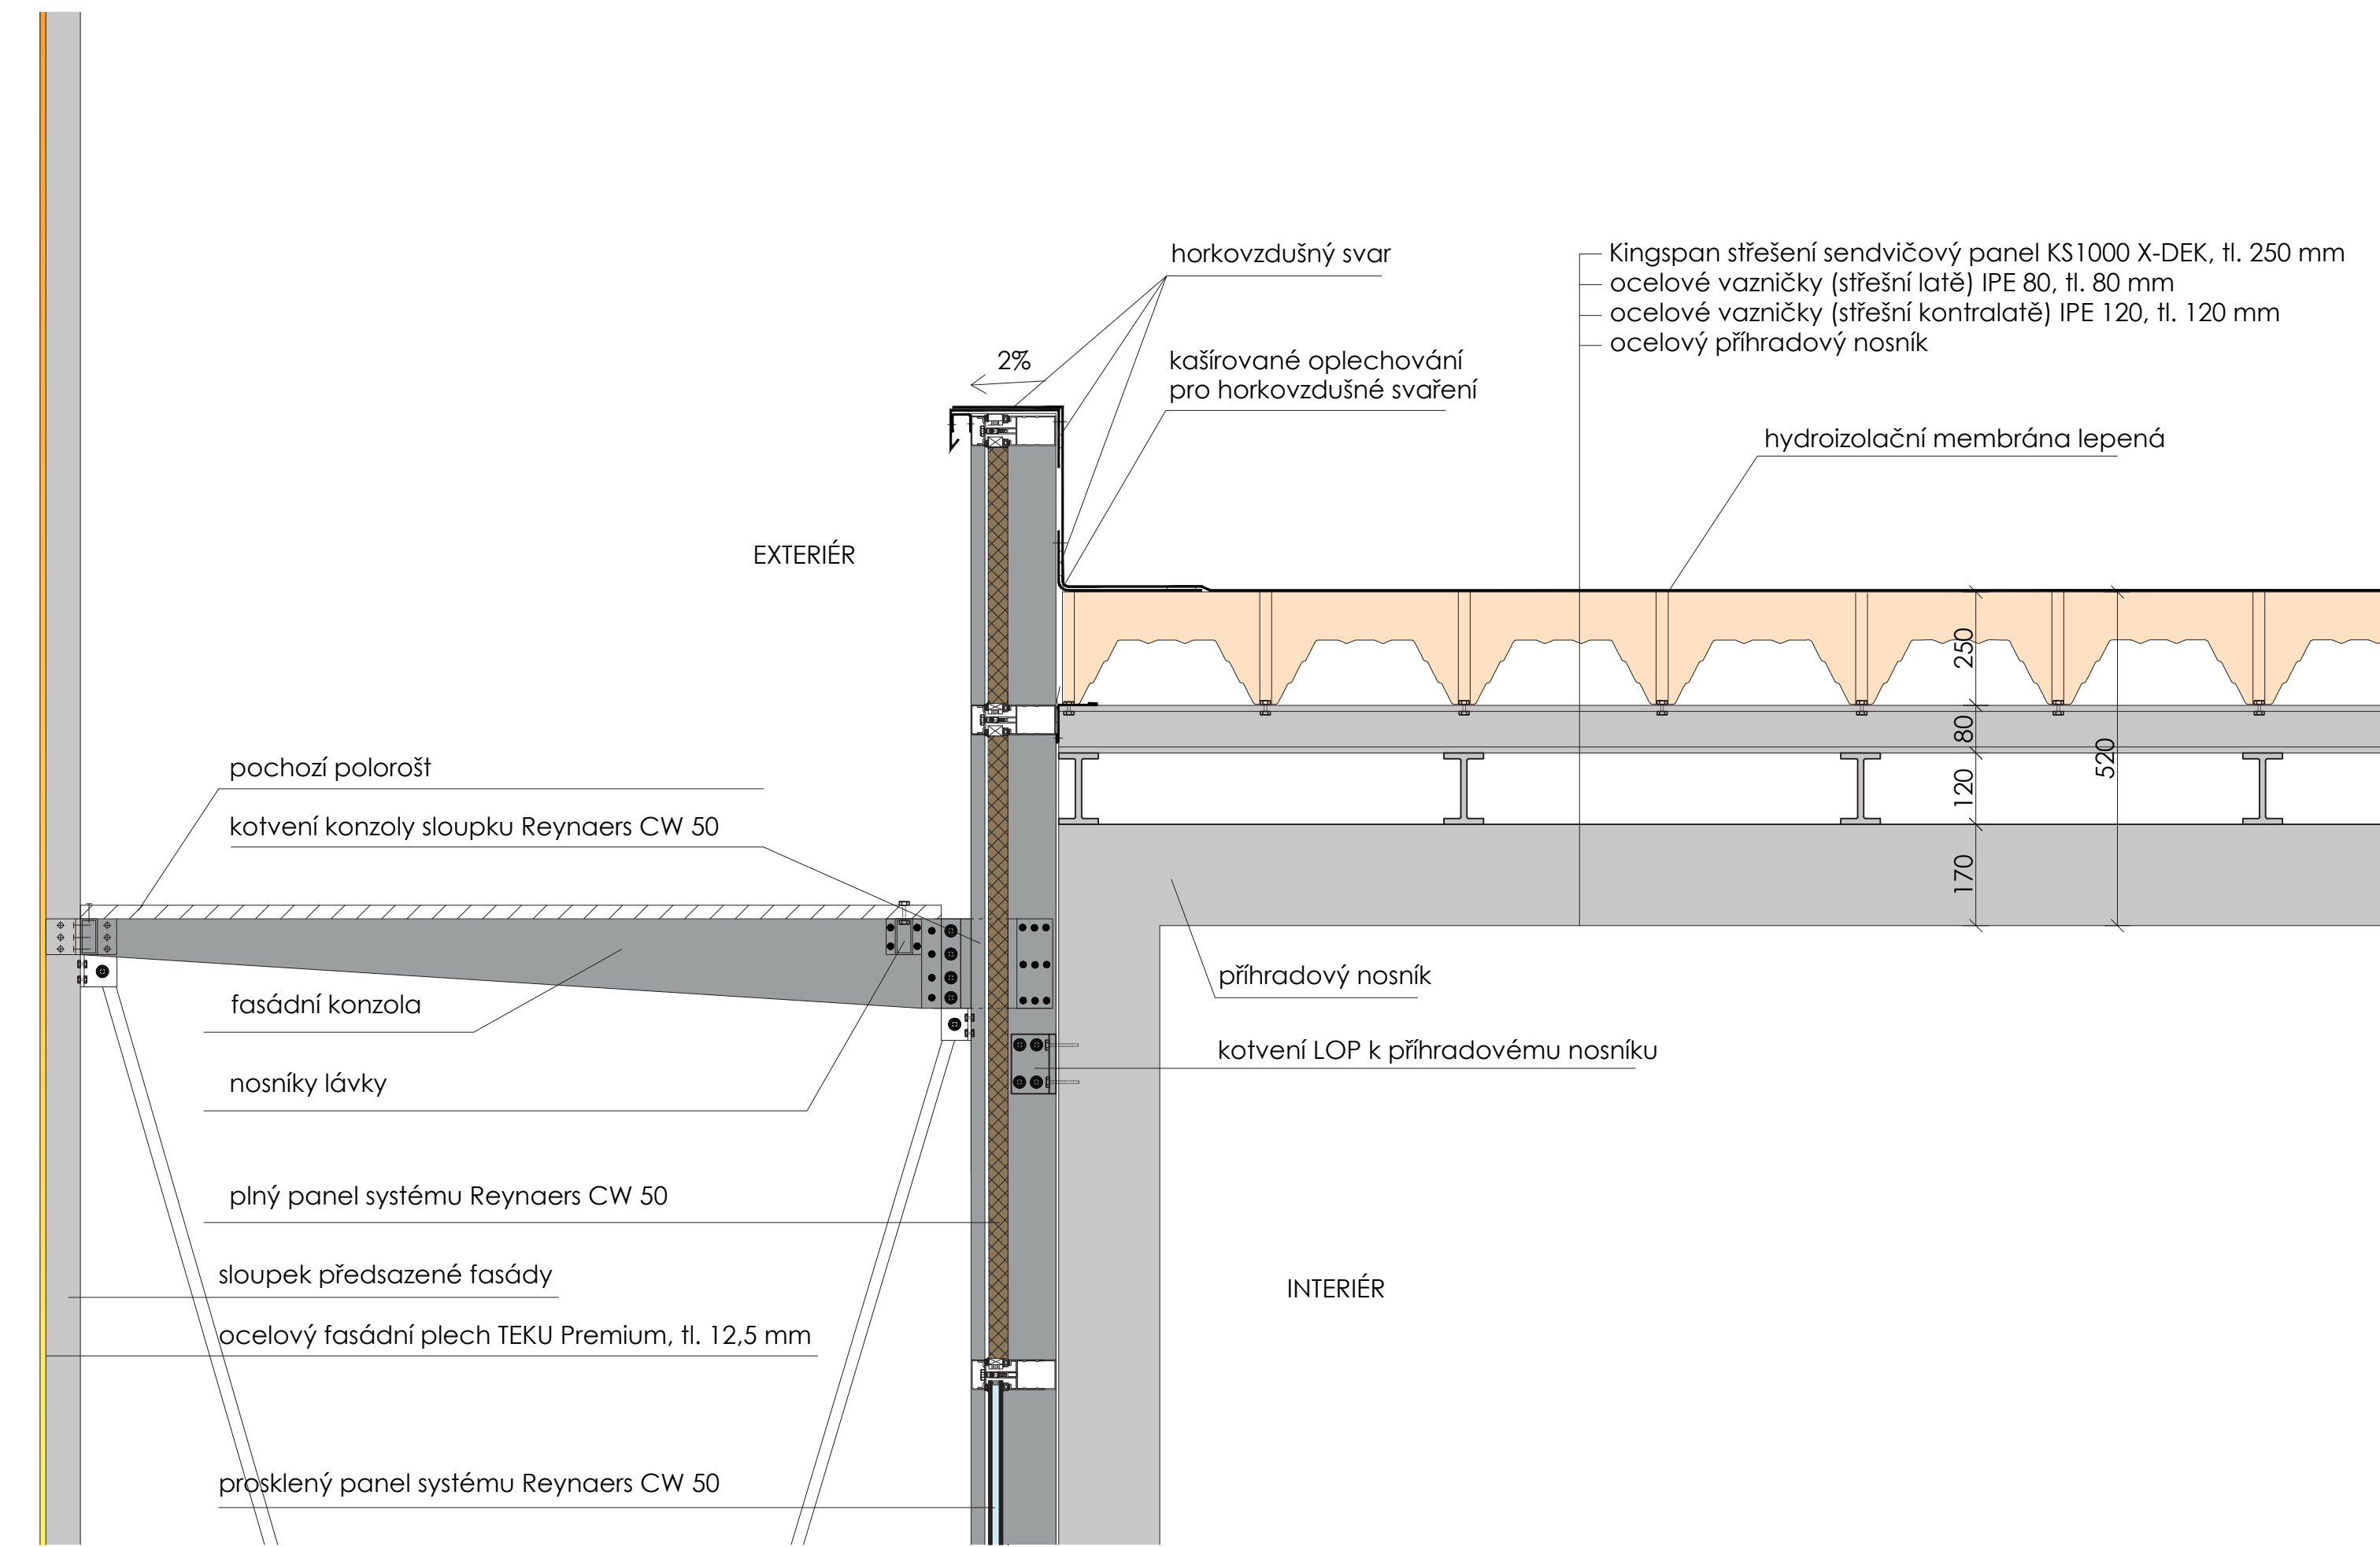 horkovzdušný svar
Kingspan střešení sendvičový panel KS1000 X-DEK, tl. 250 mm
ocelové vazničky (střešní latě) IPE 80, tl. 80 mm
ocelové vazničky (střešní kontralatě) IPE 120, tl. 120 mm
ocelový příhradový nosník
2%
kašírované oplechování
pro horkovzdušné svaření
hydroizolační membrána lepená
EXTERIÉR
250
80
120
170
520
pochozí polorošt
kotvení konzoly sloupku Reynaers CW 50
fasádní konzola
nosníky lávky
příhradový nosník
kotvení LOP k příhradovému nosníku
plný panel systému Reynaers CW 50
sloupek předsazené fasády
INTERIÉR
ocelový fasádní plech TEKU Premium, tl. 12,5 mm
prosklený panel systému Reynaers CW 50